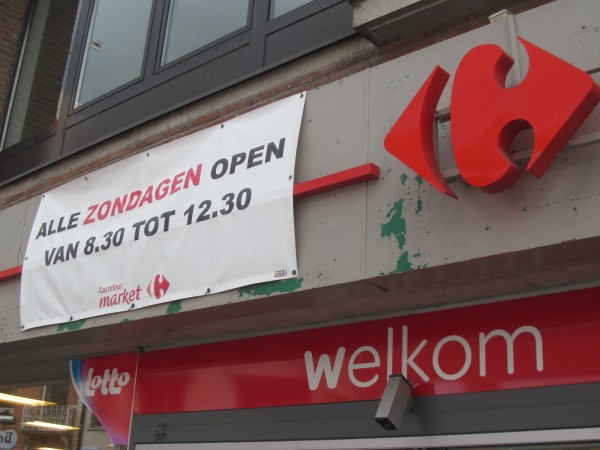 ALLE ZONDAGEN OPEN
VAN 8.30 TOT 12.30
Carrefour
market
welkom
Lotto